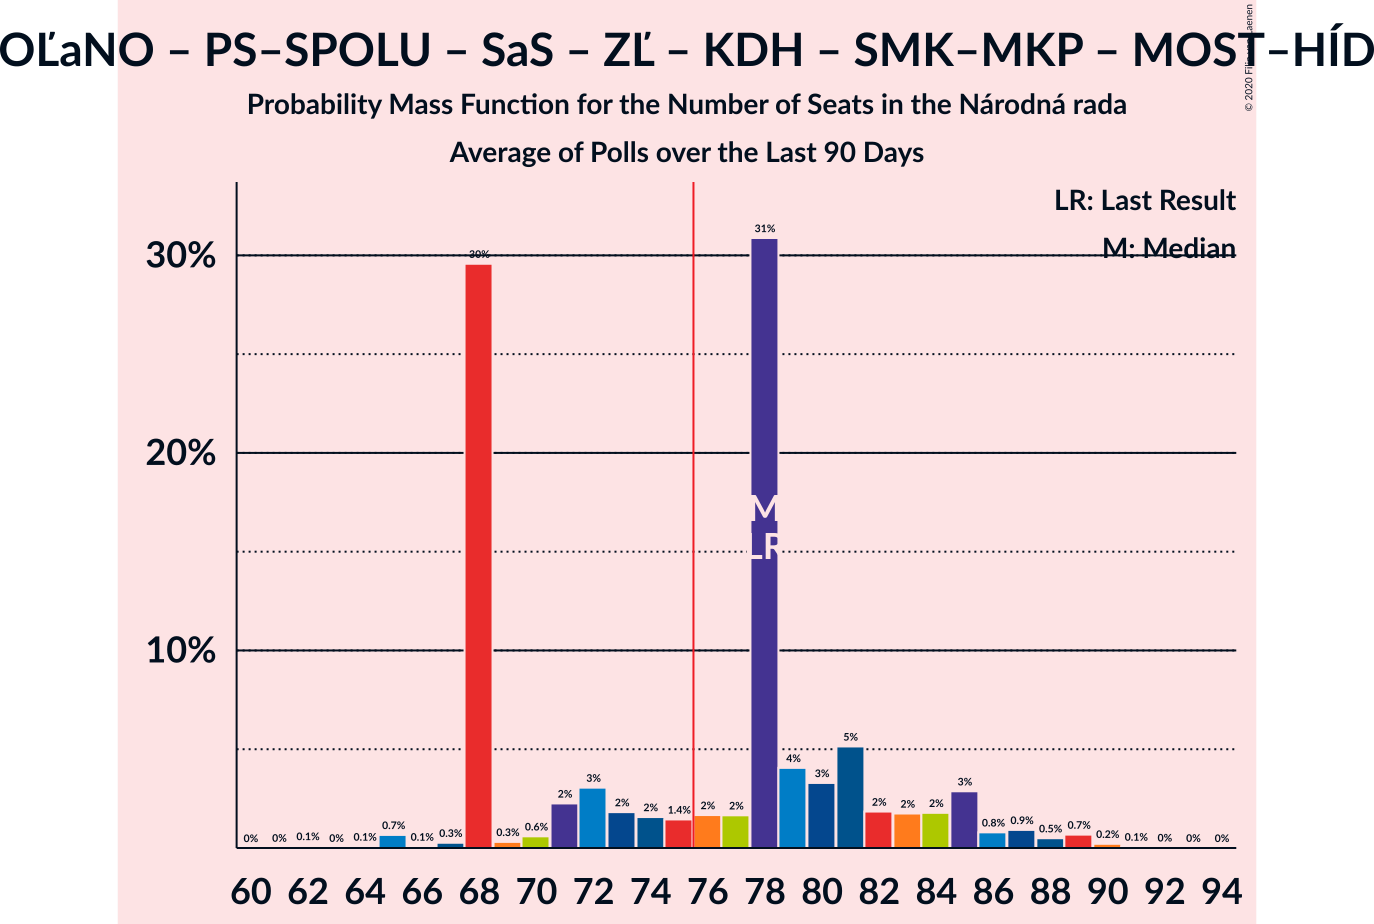 OĽaNO – PS–SPOLU – SaS – ZĽ – KDH – SMK–MKP – MOST–HÍD
Probability Mass Function for the Number of Seats in the Národná rada
Average of Polls over the Last 90 Days
© 2020
LR: Last Result
M: Median
30%
20%
10%
0% 0% 0.1% 0% 0.1% 0.7% 0.1% 0.3% 30% 0.3% 0.6% 2% 3% 2% 2% 1.4% 2% 2% 31% 4% 3% 5% 2% 2% 2% 3% 0.8% 0.9% 0.5% 0.7% 0.2% 0.1% 0% 0% 0%
M
LR
60 62 64 66 68 70 72 74 76 78 80 82 84 86 88 90 92 94